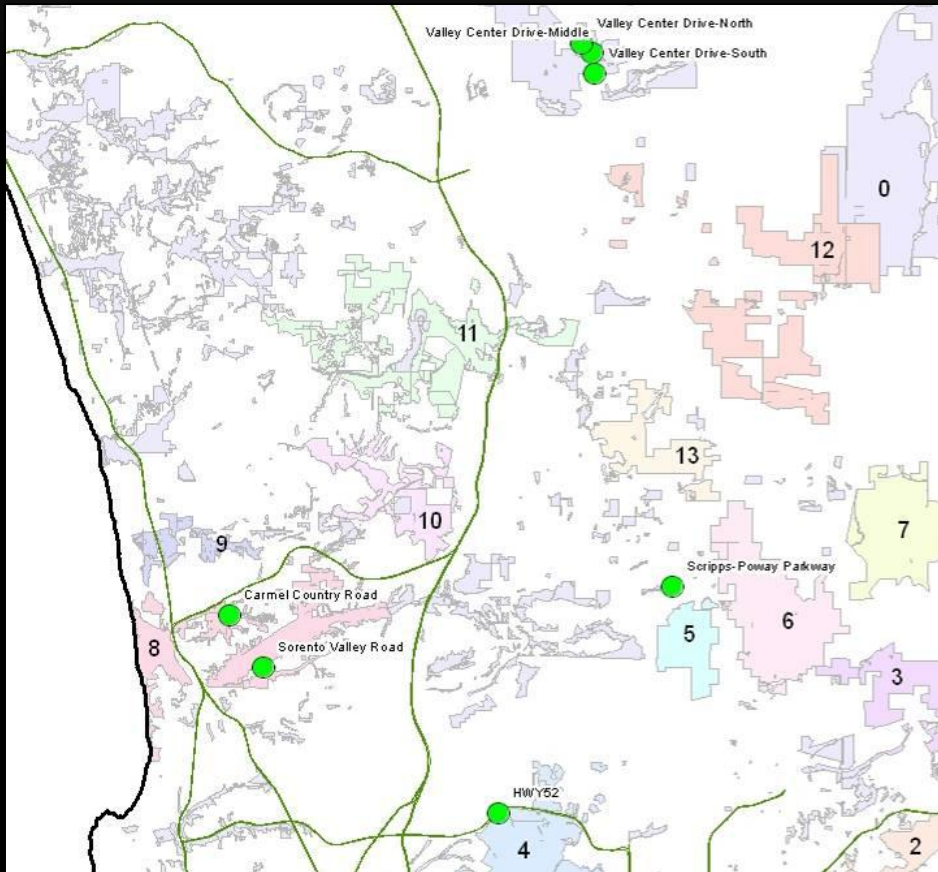 Valley Center Drive-North
Valley Center Drive-Middle
Valley Center Drive-South
0
12
11
13
10
7
9
Scripps-Poway Parkway
Carmel Country Road
6
5
8
Sorento Valley Road
3
HWY52
4
2